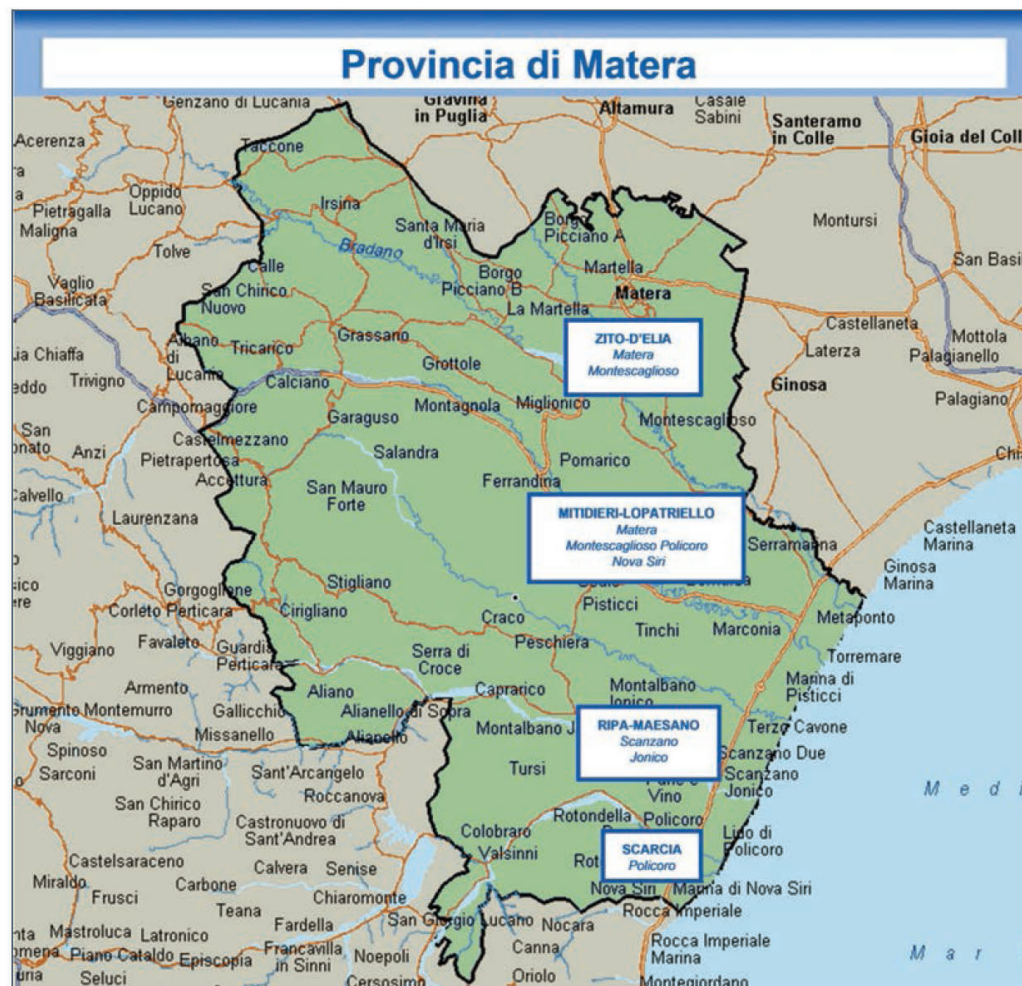 Provincia di Matera
Genzano di Lucania
Gravina
in Puglia
Altamura
Casale
Sabini
Santeramo
in Colle
Gioia del Coll
Acerenza
Taccone
Oppido
Lucano
Pietragalla
Maligna
Irsina
Santa Maria
d'Irsi
Borgo
Picciano A
Montursi
Tolve
Bradano
Vaglio
Basilicata
Calle
San Chirico
Nuovo
Borgo
Picciano B
Martella
Matera
La Martella
San Basil
Castellaneta
Mottola
Palagianello
Laterza
Albano
di
Lucania
Tricarico
Grassano
Grottole
ZITO-D'ELIA
Matera
Montescaglioso
Ginosa
Palagiano
Trivigno
Calciano
Campomaggiore
Garaguso
Montagnola
Miglionico
Montescaglioso
Anzi
Castelmezzano
Pietrapertosa
Accettura
Salandra
Pomarico
Ferrandina
San Mauro
Forte
Calvello
Laurenzana
MITIDIERI-LOPATRIELLO
Matera
Montescaglioso Policoro
Nova Siri
Serramarina
Castellaneta
Marina
Ginosa
Marina
Gorgoglione
Corleto Perticara
Stigliano
Cirigliano
Craco
Peschiera
Pisticci
Tinchi
Marconia
Metaponto
Viggiano
Favaleto
Guardia
Perticara
Serra di
Croce
Torremare
Marina di
Pisticci
Armento
Aliano
Caprarico
Montalbano
Jonico
Grumento
Nova
Montemurro
Gallicchio
Missanello
Alianello di Sopra
Alianello
Montalbano J
RIPA-MAESANO
Scanzano
Jonico
Terzo Cavone
Scanzano Due
Scanzano
Jonico
Spinoso
Sarconi
San Martino
d'Agri
Sant'Arcangelo
Roccanova
Tursi
Vino
San Chirico
Raparo
Castronuovo di
Sant'Andrea
Colobraro
Valsinni
Rotondella
Policoro
SCARCIA
Policoro
Lido di
Policoro
Medi
Castelsaraceno
Calvera
Senise
Miraldo
Frusci
Carbone
Chiaromonte
Nova Siri
Marina di Nova Siri
Teana
Fardella
San Giorgio Lucano
Nocara
Rocca Imperiale
Mastroluca
Latronico
Piano Cataldo
Episcopia
Francavilla
in Sinni
Noepoli
Canna
Rocca Imperiale
Marina
Mar
Seluci
Cersosimo
Oriolo
Montegiordano